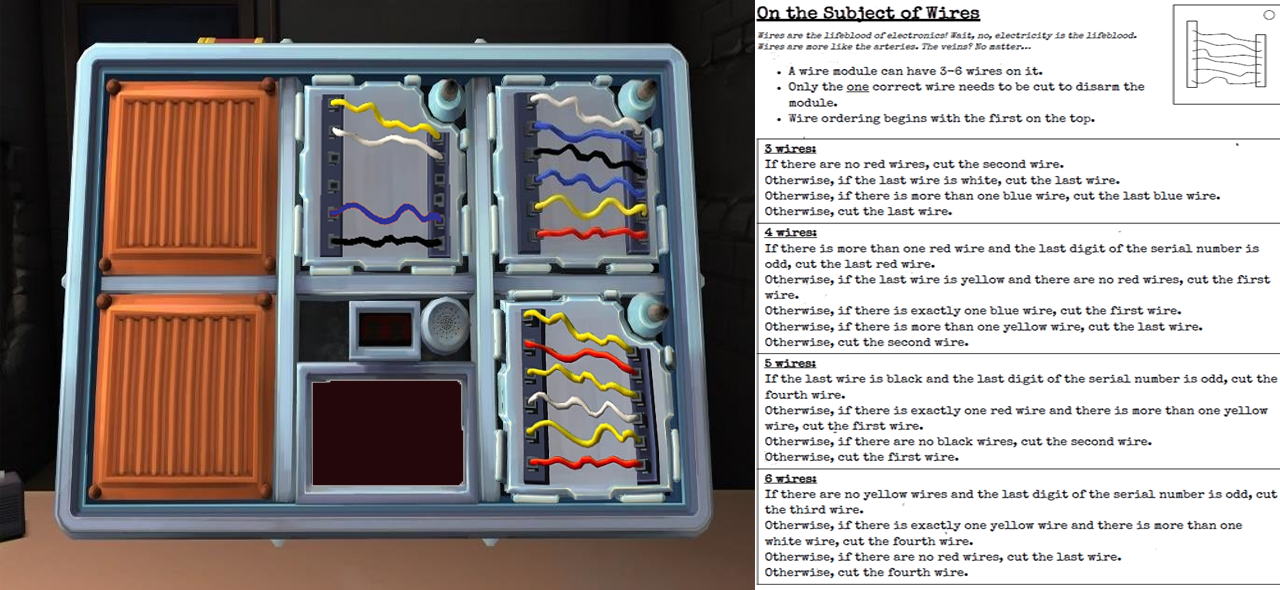 On the Subject of Wires
Wires are the lifeblood of electronics! Wait, no, electricity is the lifeblood.
Wires are more like the arteries. The veins? No matter...
• A wire module can have 3-6 wires on it.
• Only the one correct wire needs to be cut to disarm the
module.
• Wire ordering begins with the first on the top.
3 wires:
If there are no red wires, cut the second wire.
Otherwise, if the last wire is white, cut the last wire.
Otherwise, if there is more than one blue wire, cut the last blue wire.
Otherwise, cut the last wire.
4 wires:
If there is more than one red wire and the last digit of the serial number is
odd, cut the last red wire.
Otherwise, if the last wire is yellow and there are no red wires, cut the first
wire.
Otherwise, if there is exactly one blue wire, cut the first wire.
Otherwise, if there is more than one yellow wire, cut the last wire.
Otherwise, cut the second wire.
5 wires:
If the last wire is black and the last digit of the serial number is odd, cut the
fourth wire.
Otherwise, if there is exactly one red wire and there is more than one yellow
wire, cut the first wire.
Otherwise, if there are no black wires, cut the second wire.
Otherwise, cut the first wire.
6 wires:
If there are no yellow wires and the last digit of the serial number is odd, cut
the third wire.
Otherwise, if there is exactly one yellow wire and there is more than one
white wire, cut the fourth wire.
Otherwise, if there are no red wires, cut the last wire.
Otherwise, cut the fourth wire.